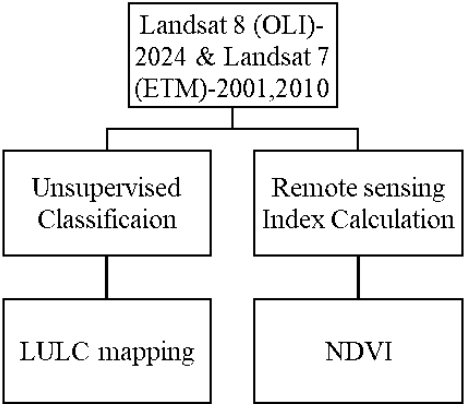 Landsat 8 (OLI)-
2024 & Landsat 7
(ETM)-2001,2010
Unsupervised
Classificaion
Remote sensing
Index Calculation
LULC mapping
NDVI